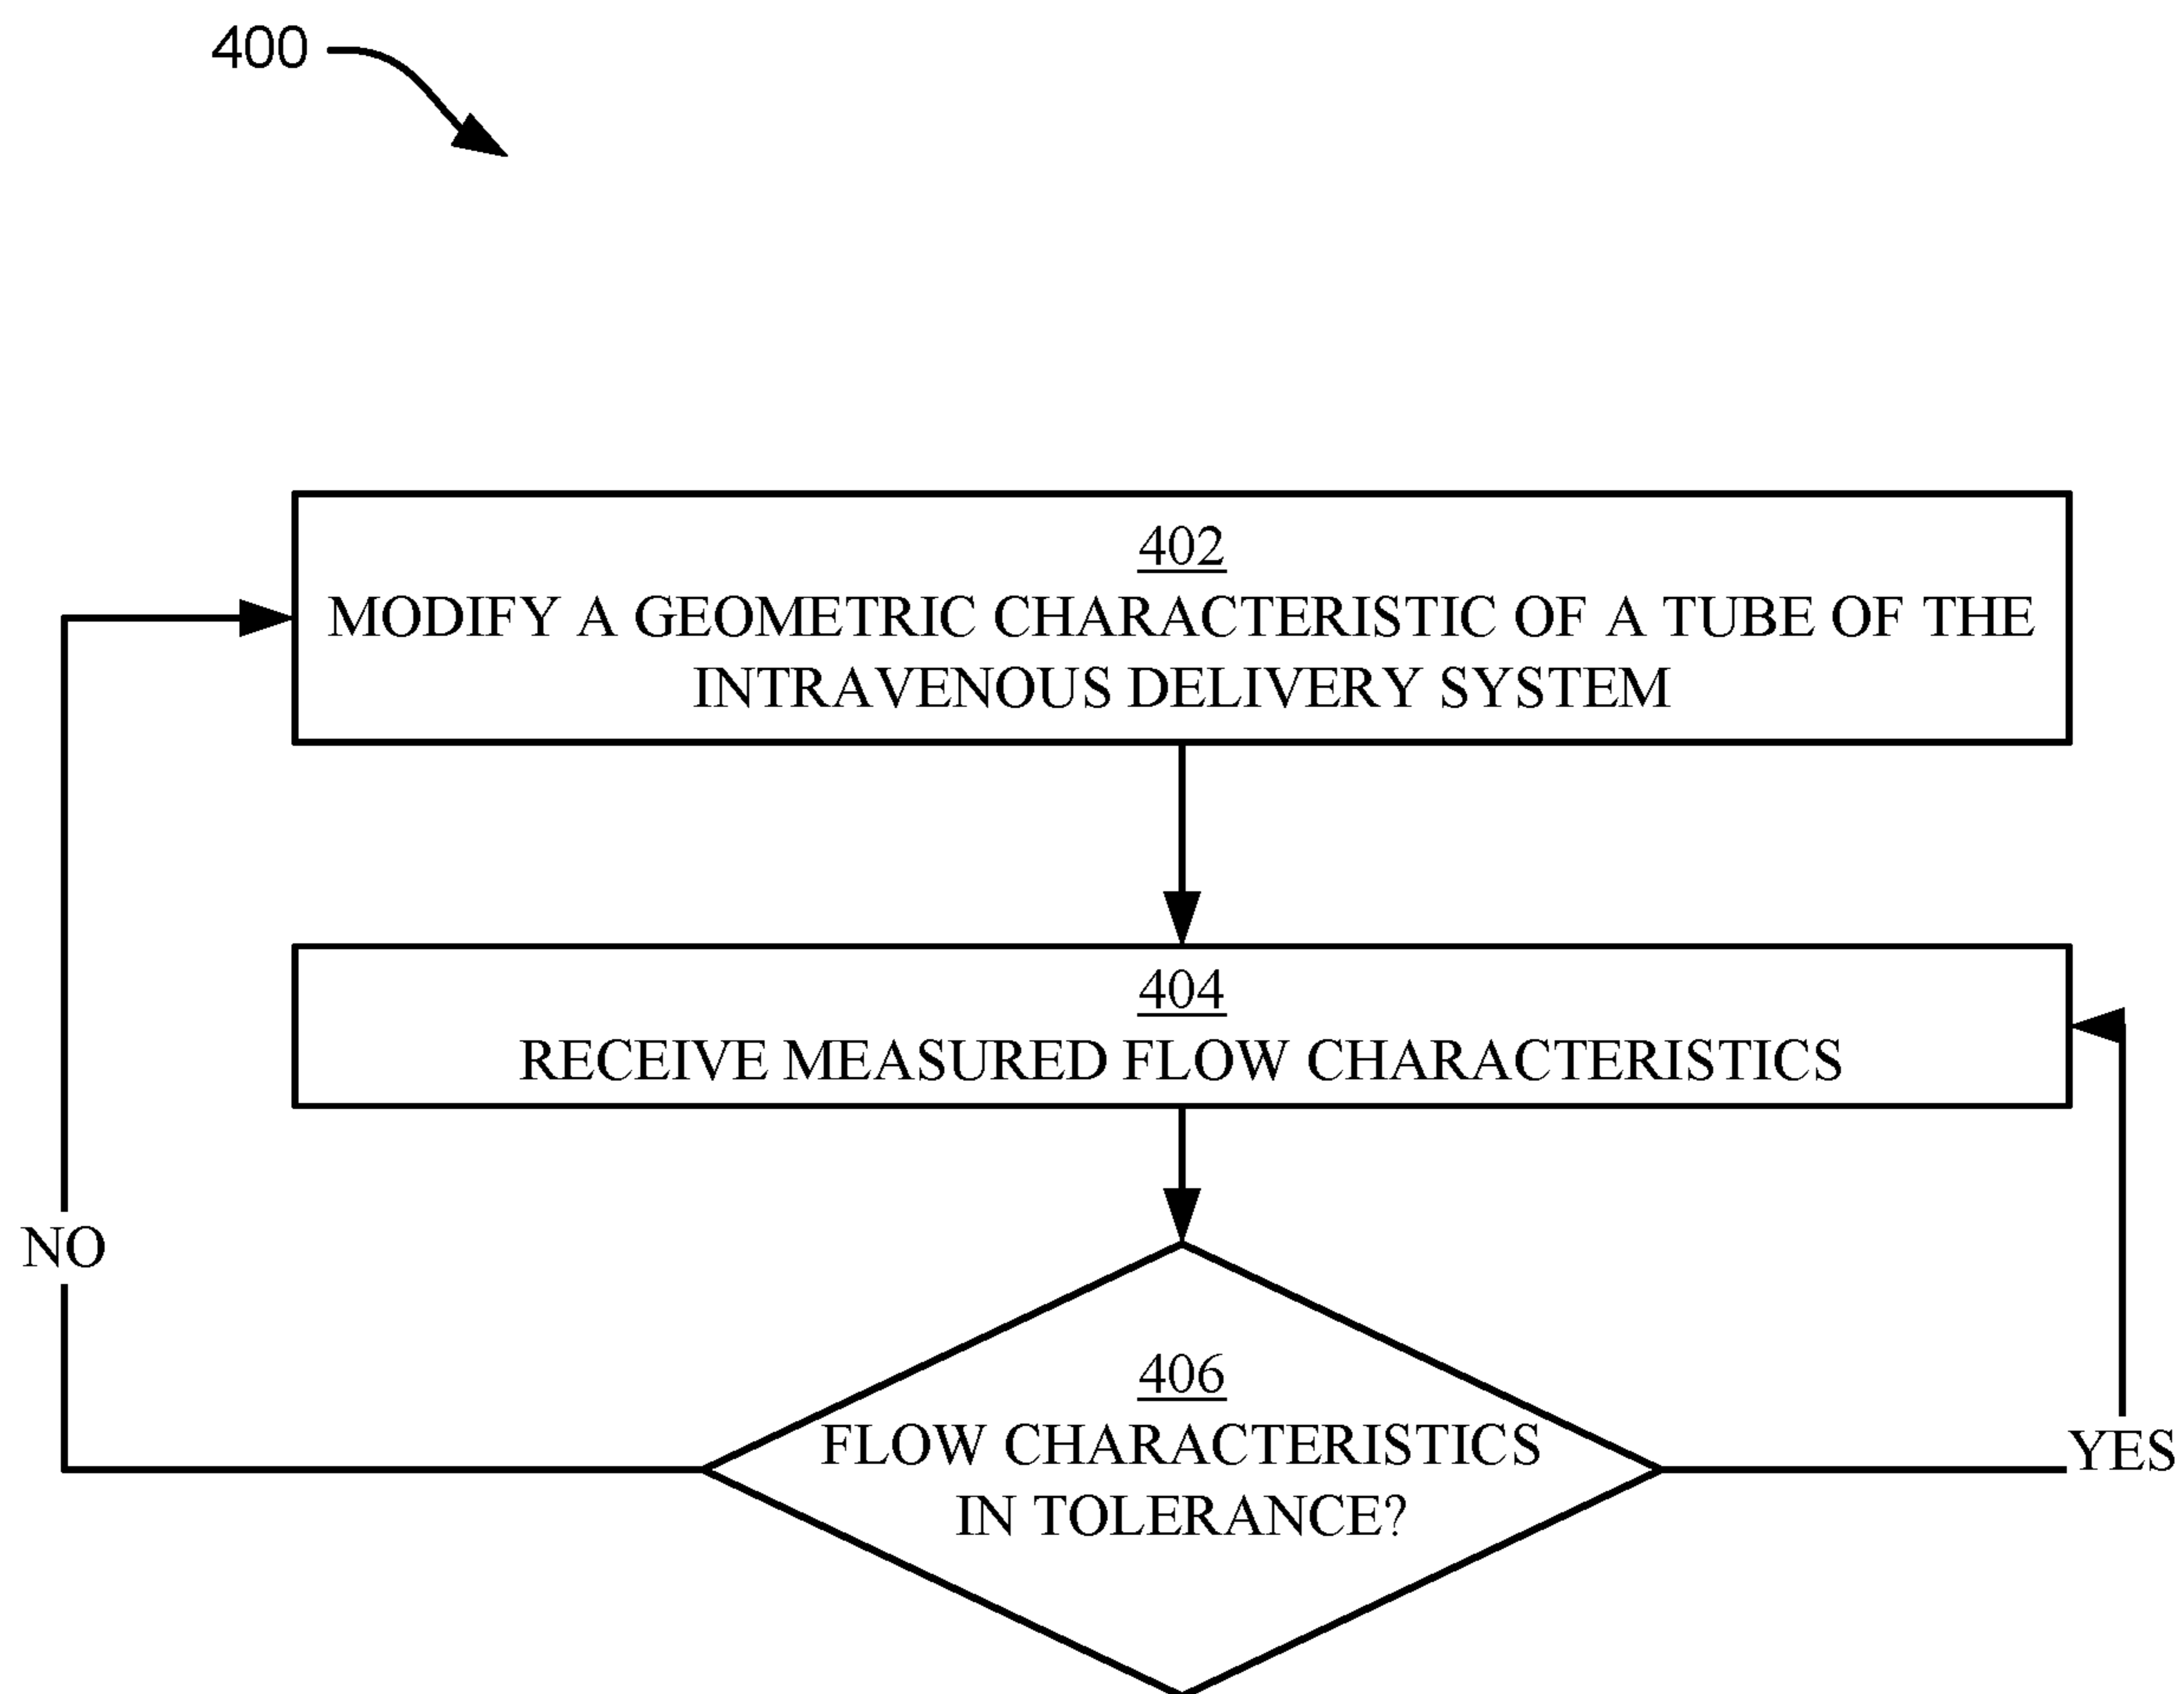 400
402
MODIFY A GEOMETRIC CHARACTERISTIC OF A TUBE OF THE
INTRAVENOUS DELIVERY SYSTEM
404
RECEIVE MEASURED FLOW CHARACTERISTICS
NO
406
FLOW CHARACTERISTICS
IN TOLERANCE?
YES